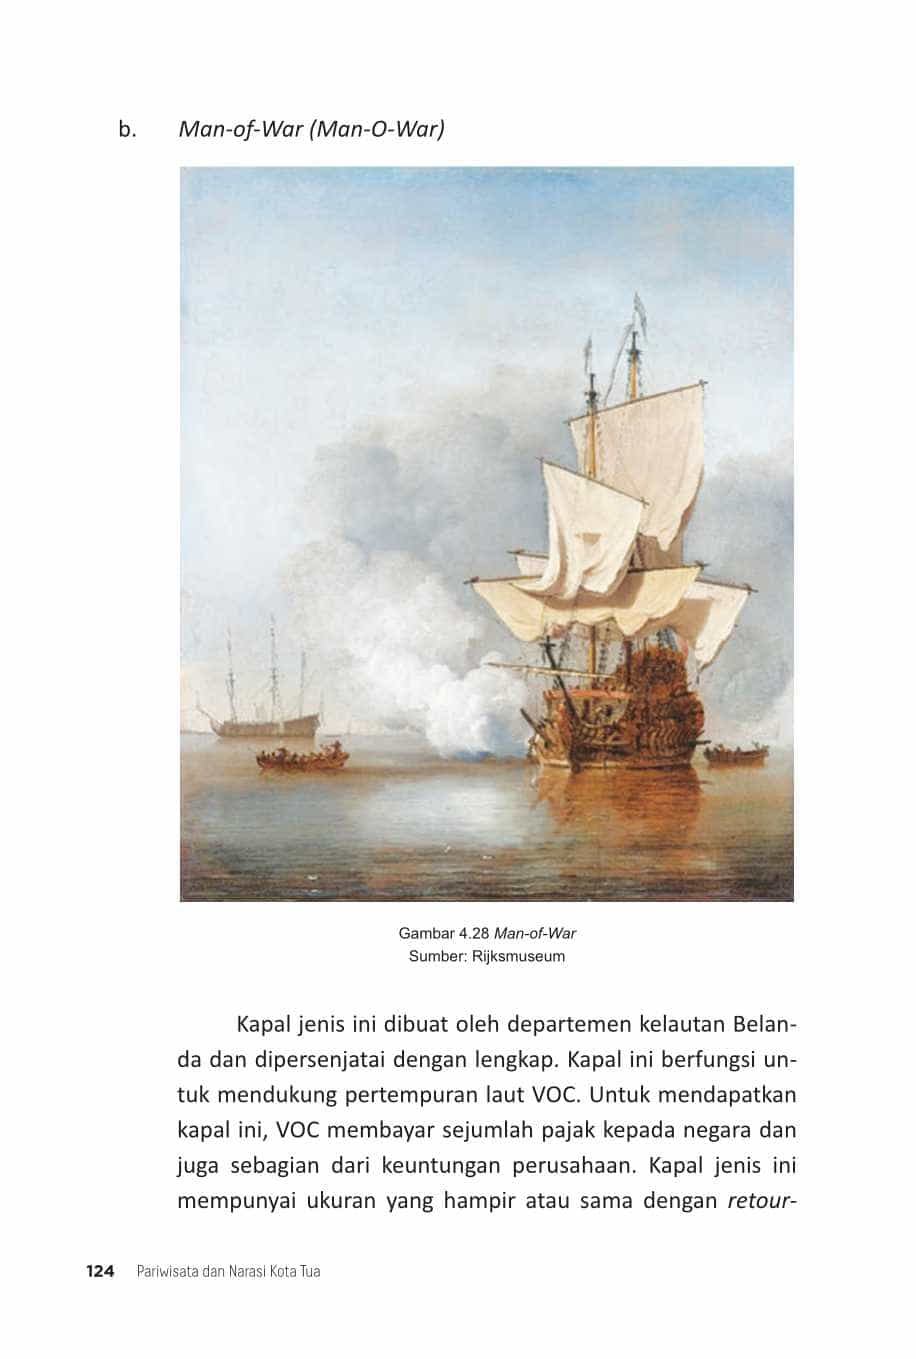 b. Man-of-War (Man-O-War)
Gambar 4.28 Man-of-War
Sumber: Rijksmuseum
Kapal jenis ini dibuat oleh departemen kelautan Belan-
da dan dipersenjatai dengan lengkap. Kapal ini berfungsi un-
tuk mendukung pertempuran laut VOC. Untuk mendapatkan
kapal ini, VOC membayar sejumlah pajak kepada negara dan
juga sebagian dari keuntungan perusahaan. Kapal jenis ini
mempunyai ukuran yang hampir atau sama dengan retour-
124 Pariwisata dan Narasi Kota Tua